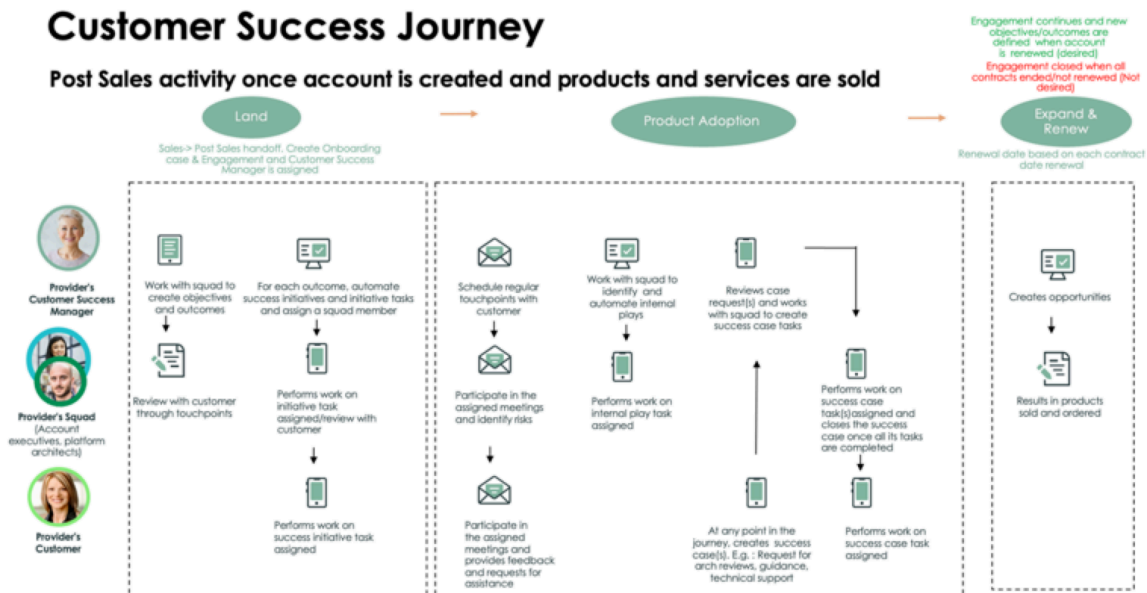 Customer Success Journey
Engagement continues and new
objectives/outcomes are
defined when account
is renewed (desired)
Engagement closed when all
contracts ended/not renewed (Not
desired)
Post Sales activity once account is created and products and services are sold
Land
Product Adoption
Expand &
Renew
Sales-> Post Sales handoff, Create Onboarding
case & Engagement and Customer Success
Manager is assigned
Renewal date based on each contract
date renewal
Provider's
Customer Success
Manager
Work with squad to
create objectives
and outcomes
For each outcome, automate
success initiatives and initiative tasks
and assign a squad member
Schedule regular
touchpoints with
customer
Work with squad to
identify and
automate internal
plays
Reviews case
request(s) and works
with squad to create
success case tasks
Creates opportunities
Provider's Squad
(Account
executives, platform
architects)
Review with customer
through touchpoints
Performs work on
initiative task
assigned/review with
customer
Participate in the
assigned meetings
and identify risks
Performs work on
internal play task
assigned
Performs work on
success case
task(s)assigned and
closes the success
case once all its tasks
are completed
Results in products
sold and ordered
Provider's
Customer
Performs work on
success initiative task
assigned
Participate in
the assigned
meetings and
provides feedback
and requests for
assistance
At any point in the
journey, creates success
case(s). E.g. : Request for
arch reviews, guidance,
technical support
Performs work on
success case task
assigned